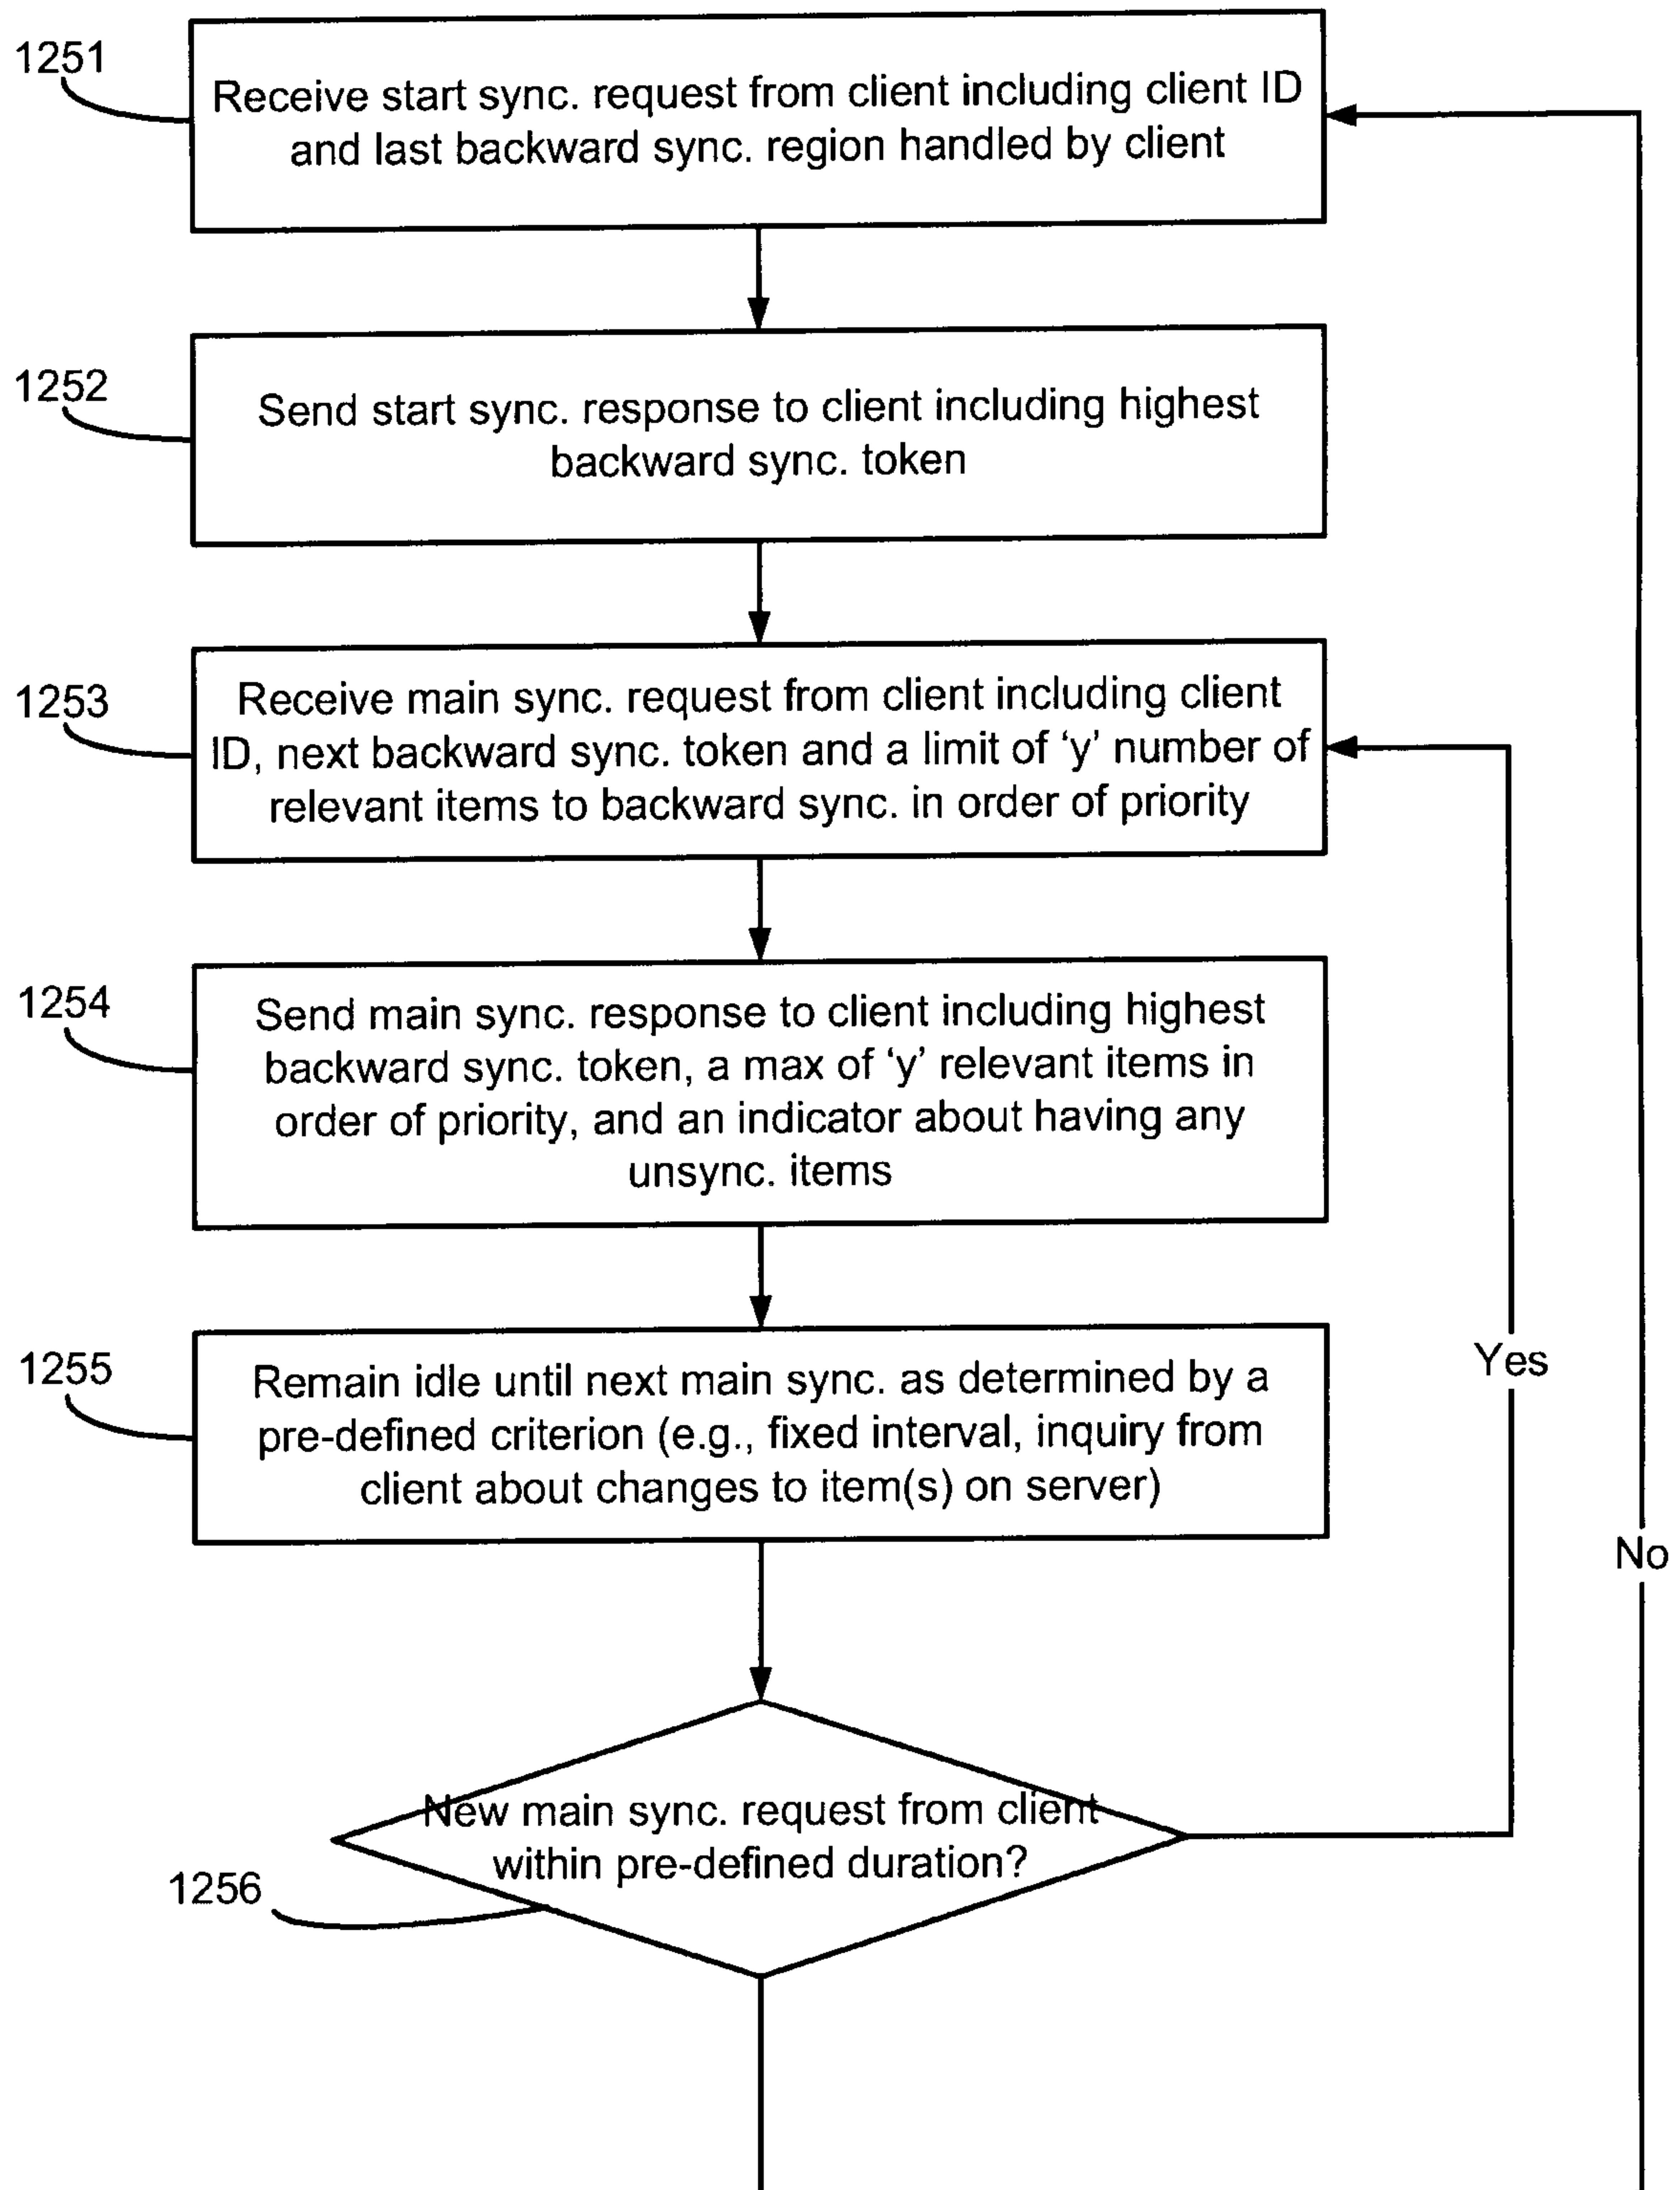 1251
Receive start sync. request from client including client ID
and last backward sync. region handled by client
1252
Send start sync. response to client including highest
backward sync. token
1253
Receive main sync. request from client including client
ID, next backward sync. token and a limit of ‘y’ number of
relevant items to backward sync. in order of priority
1254
Send main sync. response to client including highest
backward sync. token, a max of ‘y’ relevant items in
order of priority, and an indicator about having any
unsync. items
1255
Remain idle until next main sync. as determined by a
pre-defined criterion (e.g., fixed interval, inquiry from
client about changes to item(s) on server)
Yes
No
New main sync. request from client
within pre-defined duration?
1256